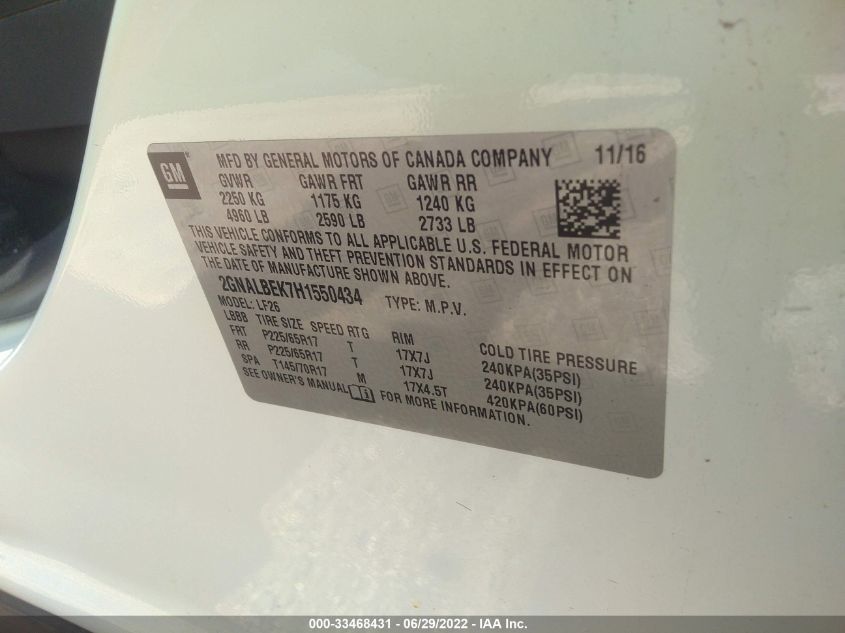 GM
MFD BY GENERAL MOTORS OF CANADA COMPANY 11/16
GVWR GAWR FRT GAWR RR
2250 KG 1175 KG 1240 KG
4960 LB 2590 LB 2733 LB
THIS VEHICLE CONFORMS TO ALL APPLICABLE U.S. FEDERAL MOTOR
VEHICLE SAFETY AND THEFT PREVENTION STANDARDS IN EFFECT ON
THE DATE OF MANUFACTURE SHOWN ABOVE.
2GNALBEK7H1550434 TYPE: M.P.V.
MODEL: LF26
LBBB TIRE SIZE SPEED RTG RIM COLD TIRE PRESSURE
FRT P225/65R17 T 17X7J 240KPA(35PSI)
RR P225/65R17 T 17X7J 240KPA(35PSI)
SPA T145/70R17 M 17X4.5T 420KPA(60PSI)
SEE OWNER'S MANUAL FOR MORE INFORMATION.
000-33468431 - 06/29/2022 - IAA Inc.